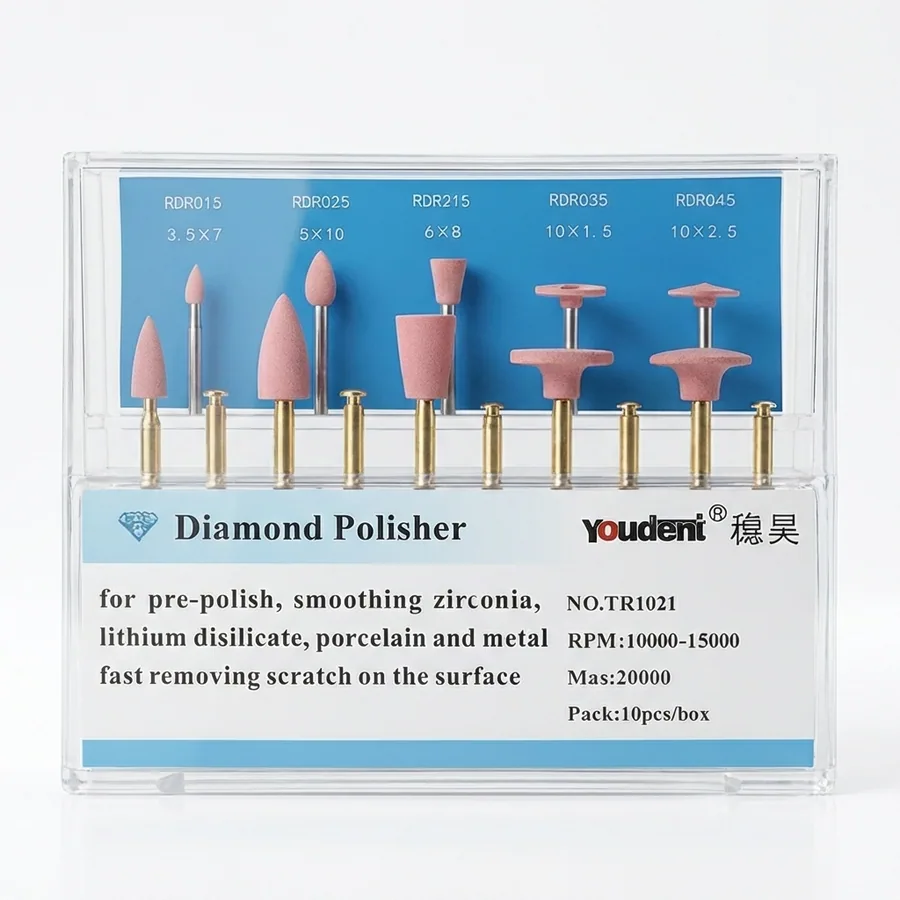 RDR015 RDR025 RDR215 RDR035 RDR045
3.5×7 5×10 6×8 10×1.5 10×2.5
Diamond Polisher
Youdent® 稳昊
for pre-polish, smoothing zirconia,
lithium disilicate, porcelain and metal
fast removing scratch on the surface
NO.TR1021
RPM:10000-15000
Mas:20000
Pack:10pcs/box